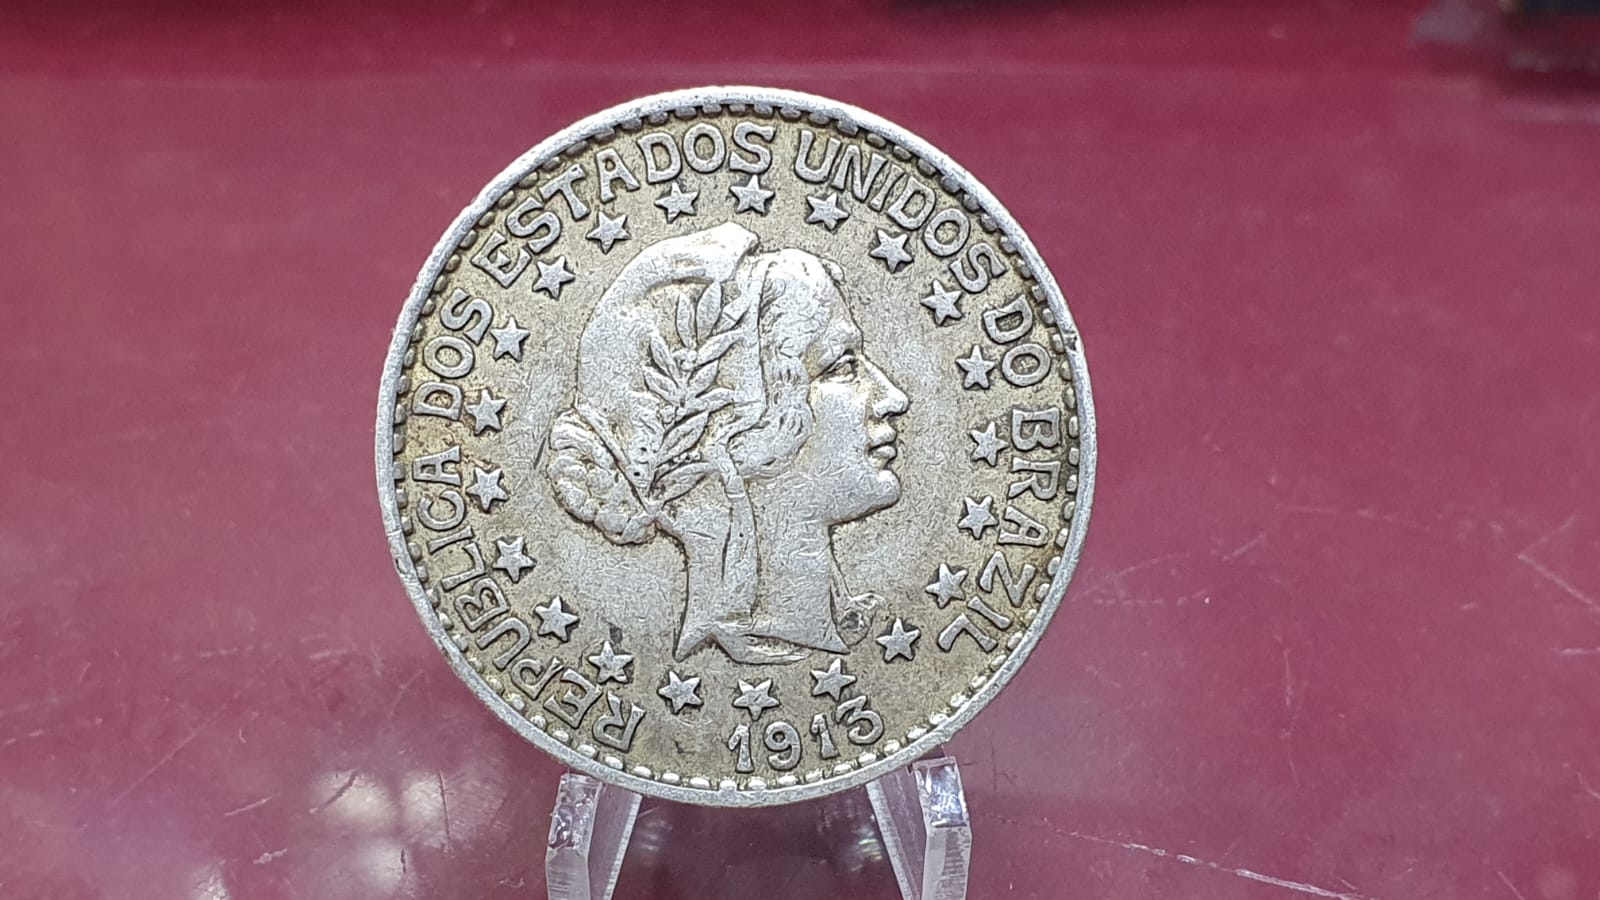 REPUBLICA DOS ESTADOS UNIDOS DO BRAZIL
1913